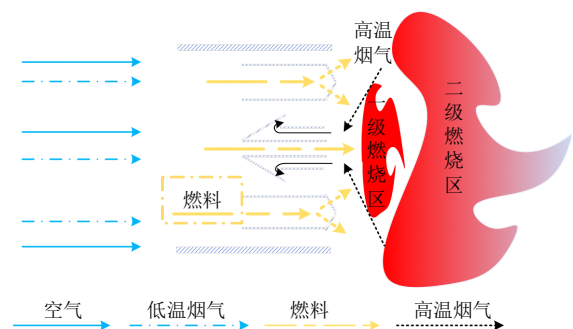 高温
烟气
一级燃烧区
二级燃烧区
燃料
空气
低温烟气
燃料
高温烟气